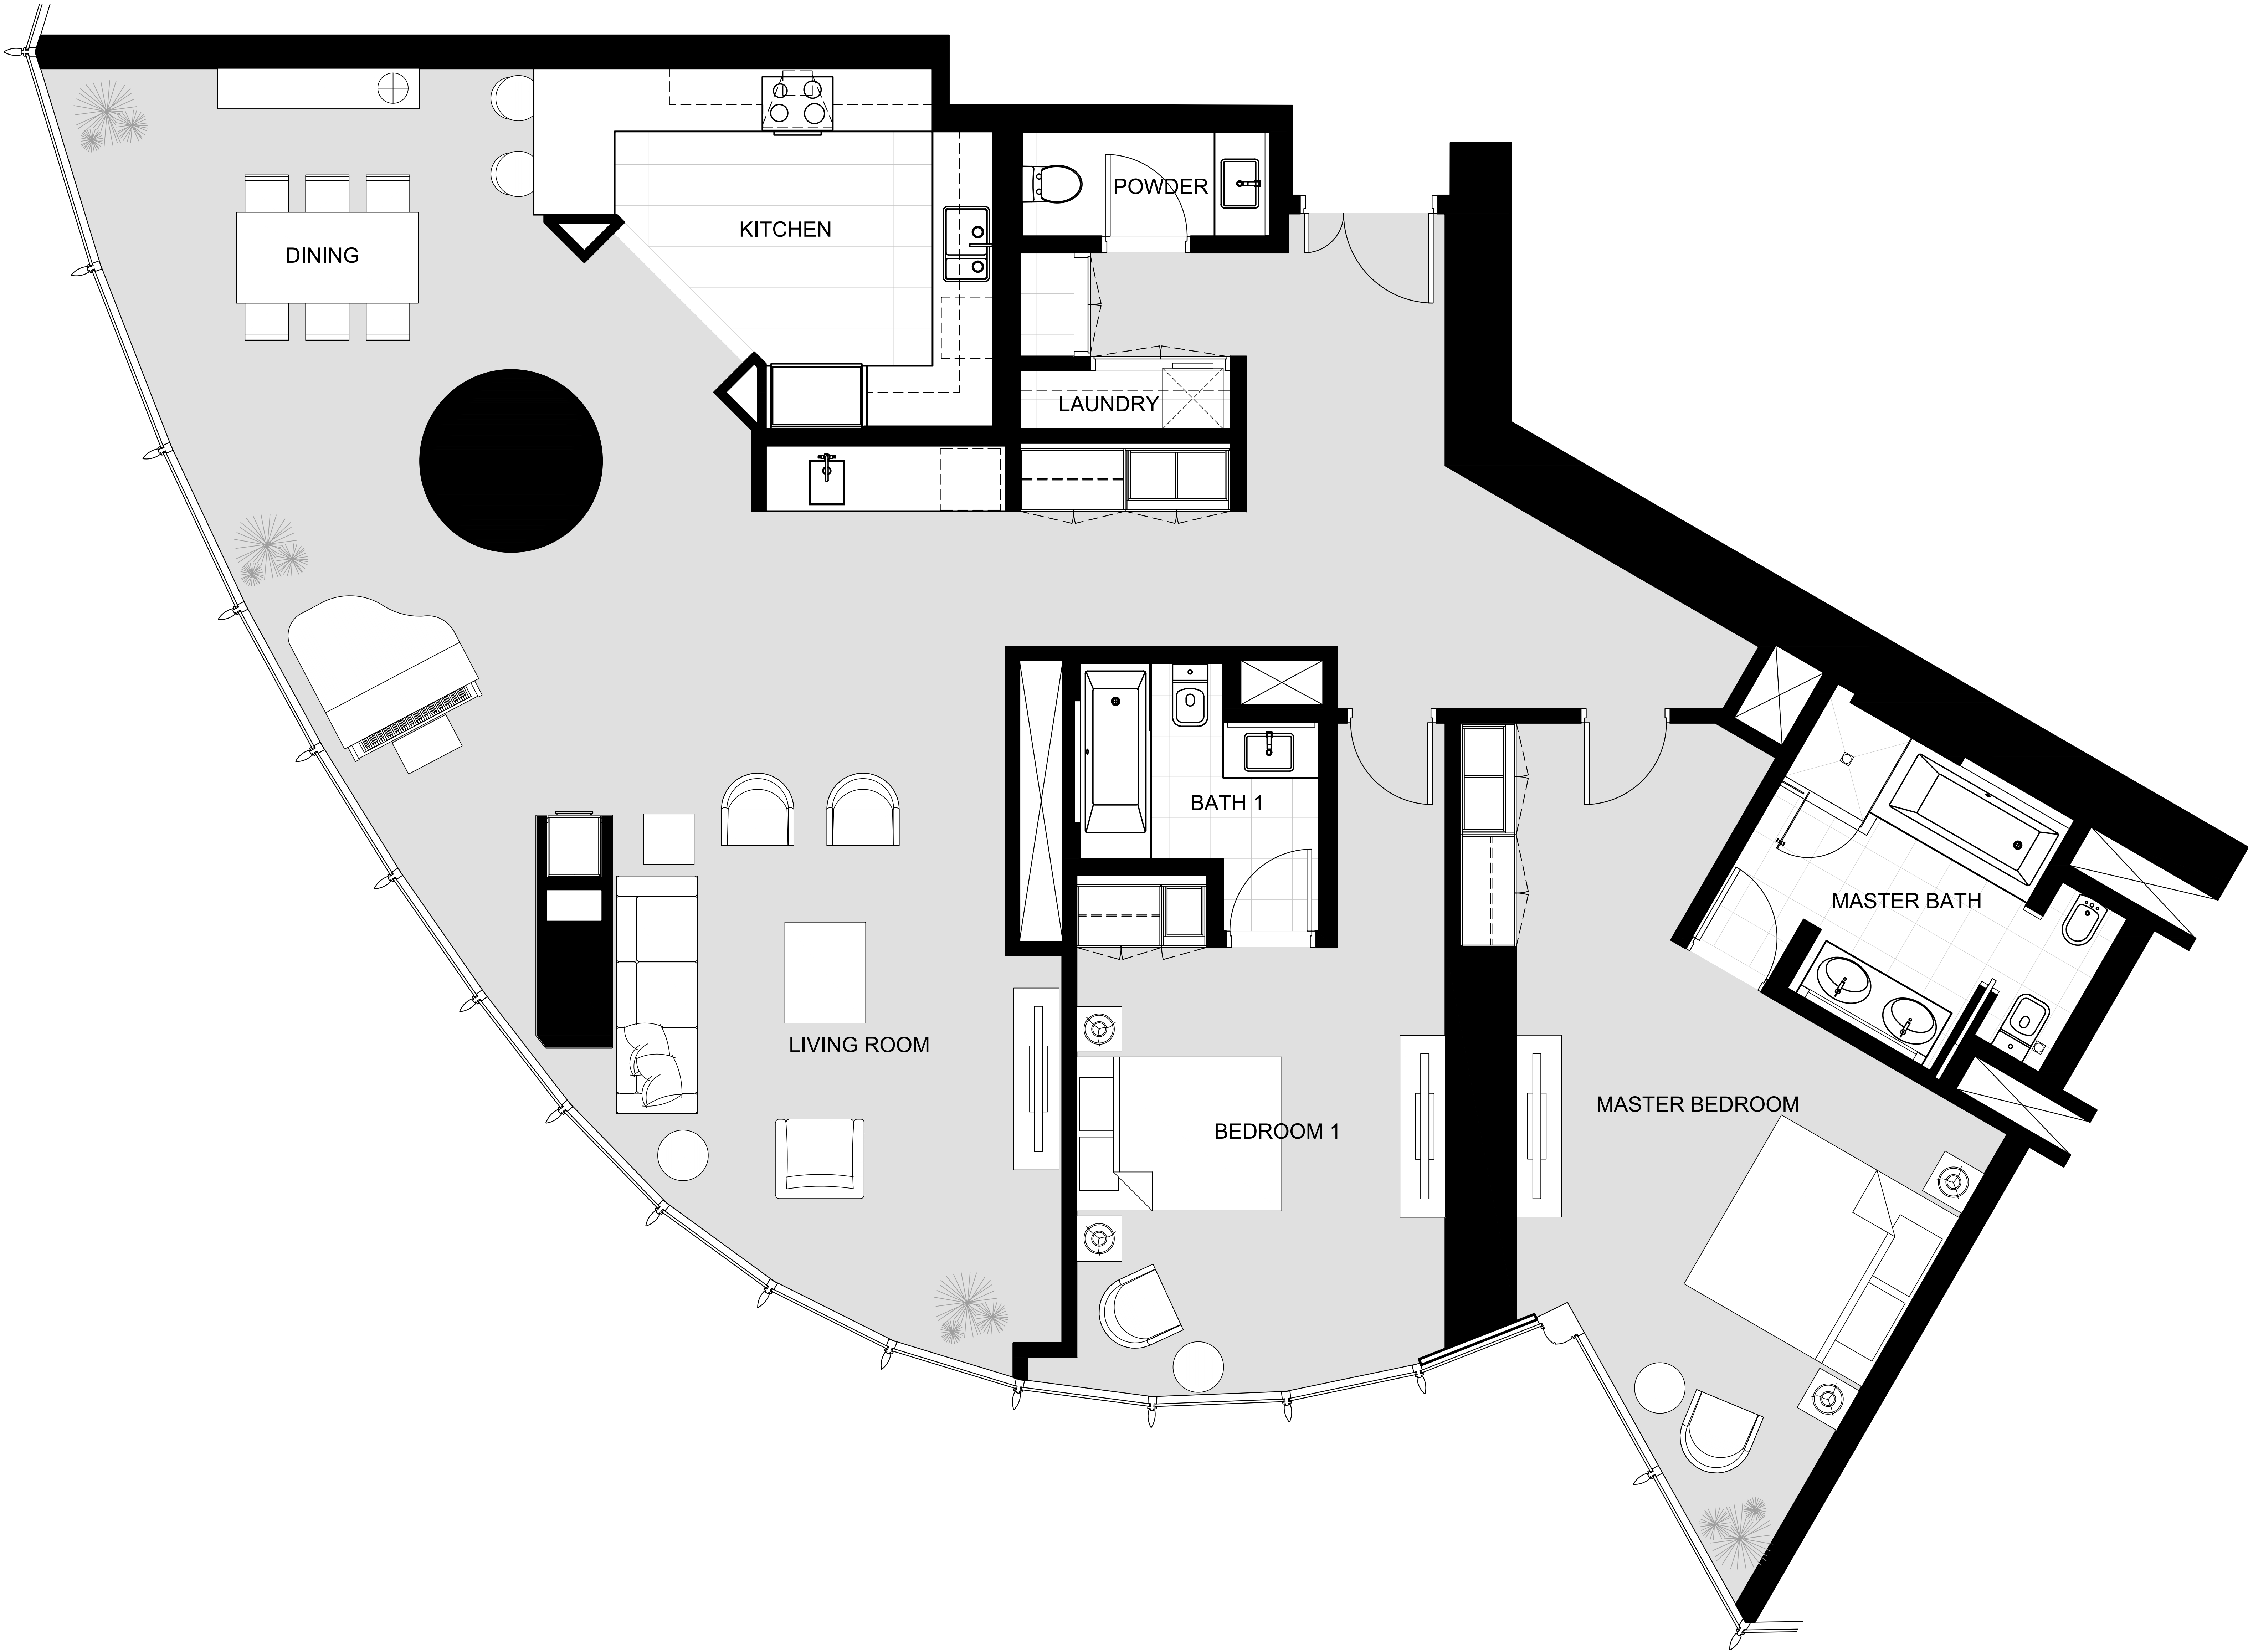 POWDER
KITCHEN
DINING
LAUNDRY
BATH 1
MASTER BATH
LIVING ROOM
MASTER BEDROOM
BEDROOM 1